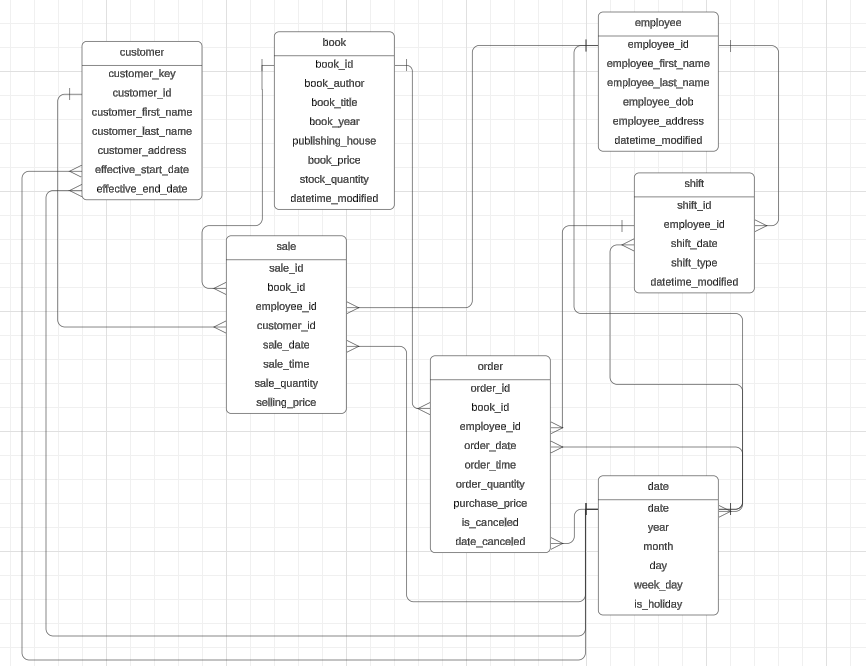 customer
customer_key
customer_id
customer_first_name
customer_last_name
customer_address
effective_start_date
effective_end_date
book
book_id
book_author
book_title
book_year
publishing_house
book_price
stock_quantity
datetime_modified
employee
employee_id
employee_first_name
employee_last_name
employee_dob
employee_address
datetime_modified
shift
shift_id
employee_id
shift_date
shift_type
datetime_modified
sale
sale_id
book_id
employee_id
customer_id
sale_date
sale_time
sale_quantity
selling_price
order
order_id
book_id
employee_id
order_date
order_time
order_quantity
purchase_price
is_canceled
date_canceled
date
date
year
month
day
week_day
is_holiday